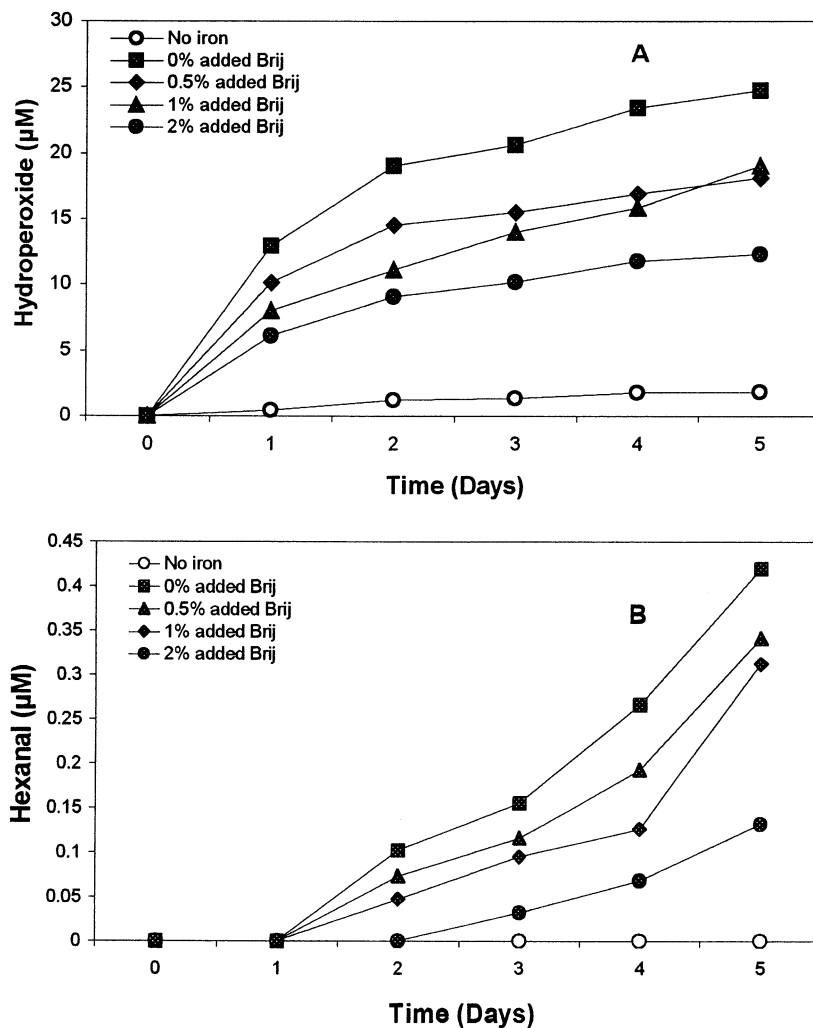 30
25
20
15
10
5
0
Hydroperoxide (µM)
No iron
0% added Brij
0.5% added Brij
1% added Brij
2% added Brij
A
0 1 2 3 4 5
Time (Days)
0.45
0.4
0.35
0.3
0.25
0.2
0.15
0.1
0.05
0
Hexanal (µM)
No iron
0% added Brij
0.5% added Brij
1% added Brij
2% added Brij
B
0 1 2 3 4 5
Time (Days)